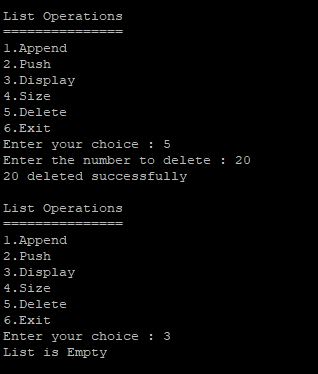 List Operations
===============
1.Append
2.Push
3.Display
4.Size
5.Delete
6.Exit
Enter your choice : 5
Enter the number to delete : 20
20 deleted successfully

List Operations
===============
1.Append
2.Push
3.Display
4.Size
5.Delete
6.Exit
Enter your choice : 3
List is Empty